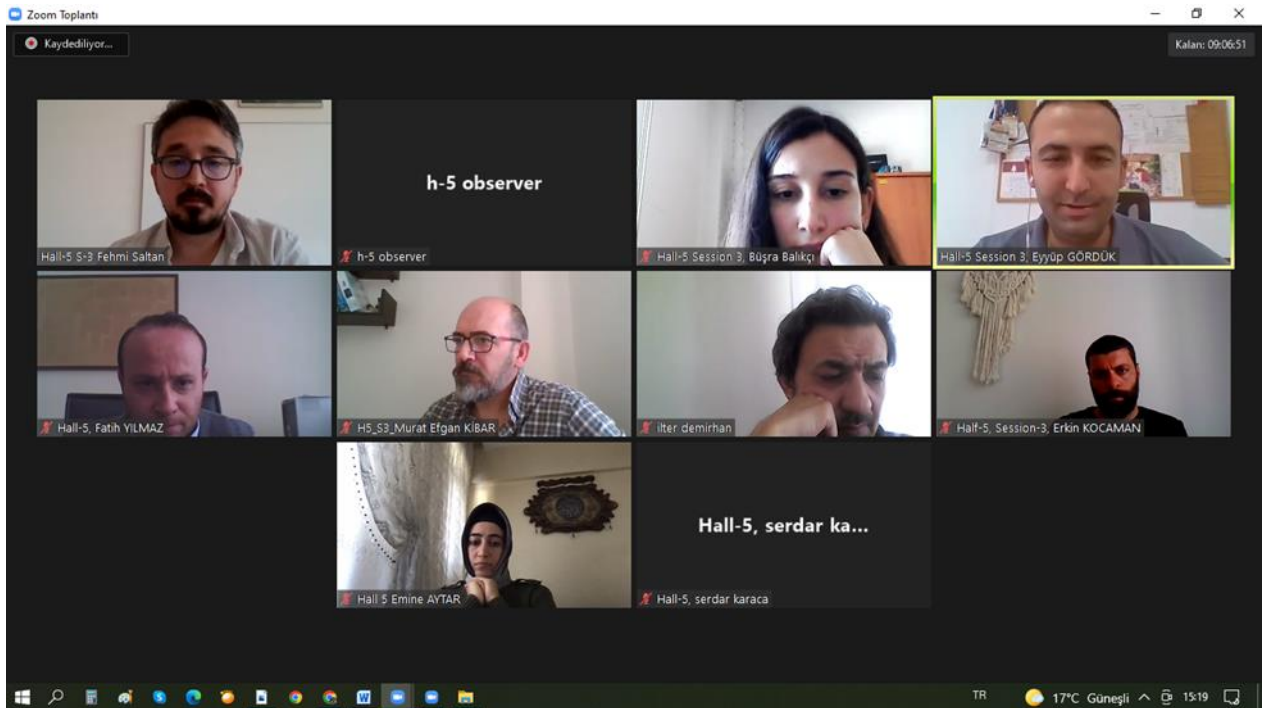 Zoom Toplantı
Kaydediliyor...
Kalan: 09:06:51
Hall-5 S-3 Fehmi Saltan
h-5 observer
h-5 observer
Hall-5 Session 3, Büşra Balıkçı
Hall-5 Session 3, Eyyüp GÖRDÜK
Hall-5, Fatih YILMAZ
H5_S3_Murat Efgan KİBAR
ilter demirhan
Half-5, Session-3, Erkin KOCAMAN
Hall 5 Emine AYTAR
Hall-5, serdar ka...
Hall-5, serdar karaca
TR
17°C Güneşli
15:19